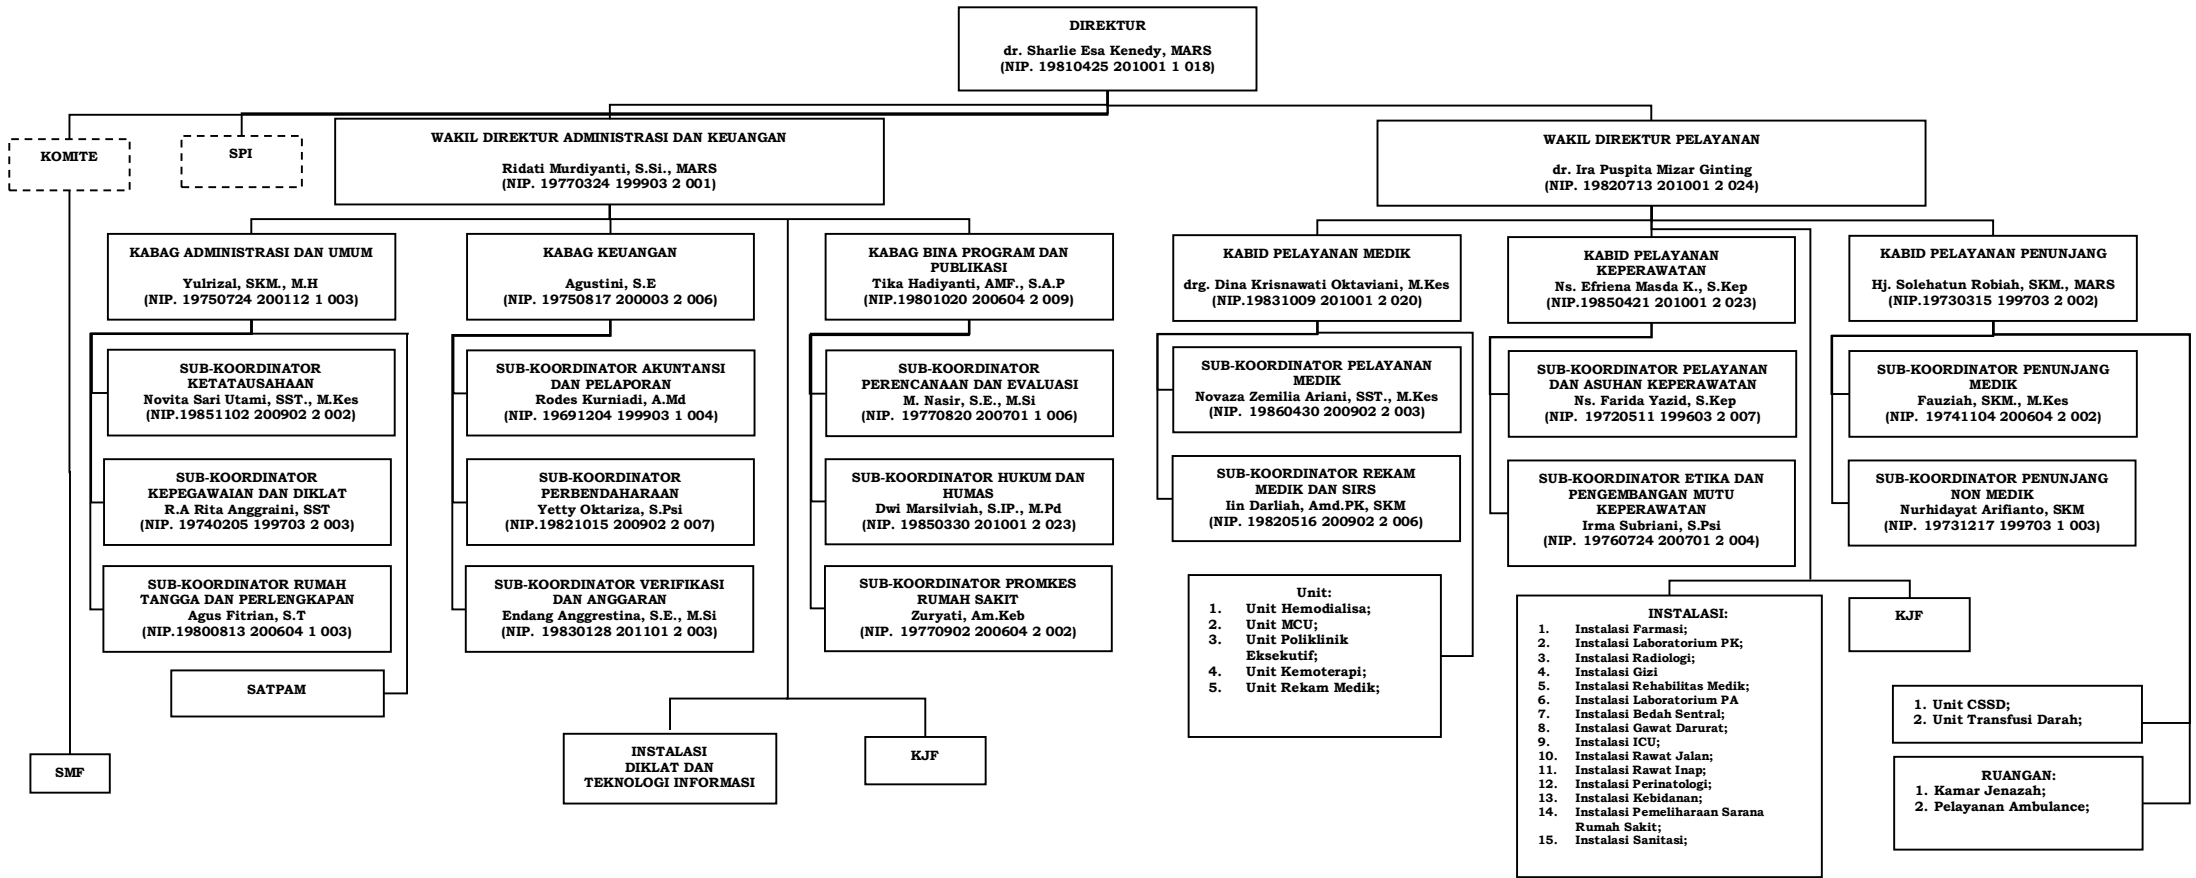 DIREKTUR
dr. Sharlie Esa Kenedy, MARS
(NIP. 19810425 201001 1 018)
KOMITE
SPI
WAKIL DIREKTUR ADMINISTRASI DAN KEUANGAN
Ridati Murdiyanti, S.Si., MARS
(NIP. 19770324 199903 2 001)
WAKIL DIREKTUR PELAYANAN
dr. Ira Puspita Mizar Ginting
(NIP. 19820713 201001 2 024)
KABAG ADMINISTRASI DAN UMUM
Yulrizal, SKM., M.H
(NIP. 19750724 200112 1 003)
KABAG KEUANGAN
Agustini, S.E
(NIP. 19750817 200003 2 006)
KABAG BINA PROGRAM DAN
PUBLIKASI
Tika Hadiyanti, AMF., S.A.P
(NIP.19801020 200604 2 009)
KABID PELAYANAN MEDIK
drg. Dina Krisnawati Oktaviani, M.Kes
(NIP.19831009 201001 2 020)
KABID PELAYANAN
KEPERAWATAN
Ns. Efriena Masda K., S.Kep
(NIP.19850421 201001 2 023)
KABID PELAYANAN PENUNJANG
Hj. Solehatun Robiah, SKM., MARS
(NIP.19730315 199703 2 002)
SUB-KOORDINATOR
KETATAUSAHAAN
Novita Sari Utami, SST., M.Kes
(NIP.19851102 200902 2 002)
SUB-KOORDINATOR AKUNTANSI
DAN PELAPORAN
Rodes Kurniadi, A.Md
(NIP. 19691204 199903 1 004)
SUB-KOORDINATOR
PERENCANAAN DAN EVALUASI
M. Nasir, S.E., M.Si
(NIP. 19770820 200701 1 006)
SUB-KOORDINATOR PELAYANAN
MEDIK
Novaza Zemilia Ariani, SST., M.Kes
(NIP. 19860430 200902 2 003)
SUB-KOORDINATOR PELAYANAN
DAN ASUHAN KEPERAWATAN
Ns. Farida Yazid, S.Kep
(NIP. 19720511 199603 2 007)
SUB-KOORDINATOR PENUNJANG
MEDIK
Fauziah, SKM., M.Kes
(NIP. 19741104 200604 2 002)
SUB-KOORDINATOR
KEPEGAWAIAN DAN DIKLAT
R.A Rita Anggraini, SST
(NIP. 19740205 199703 2 003)
SUB-KOORDINATOR
PERBENDAHARAAN
Yetty Oktariza, S.Psi
(NIP.19821015 200902 2 007)
SUB-KOORDINATOR HUKUM DAN
HUMAS
Dwi Marsilviah, S.IP., M.Pd
(NIP. 19850330 201001 2 023)
SUB-KOORDINATOR REKAM
MEDIK DAN SIRS
Iin Darliah, Amd.PK, SKM
(NIP. 19820516 200902 2 006)
SUB-KOORDINATOR ETIKA DAN
PENGEMBANGAN MUTU
KEPERAWATAN
Irma Subriani, S.Psi
(NIP. 19760724 200701 2 004)
SUB-KOORDINATOR PENUNJANG
NON MEDIK
Nurhidayat Arifianto, SKM
(NIP. 19731217 199703 1 003)
SUB-KOORDINATOR RUMAH
TANGGA DAN PERLENGKAPAN
Agus Fitrian, S.T
(NIP.19800813 200604 1 003)
SUB-KOORDINATOR VERIFIKASI
DAN ANGGARAN
Endang Anggrestina, S.E., M.Si
(NIP. 19830128 201101 2 003)
SUB-KOORDINATOR PROMKES
RUMAH SAKIT
Zuryati, Am.Keb
(NIP. 19770902 200604 2 002)
Unit:
1. Unit Hemodialisa;
2. Unit MCU;
3. Unit Poliklinik
Eksekutif;
4. Unit Kemoterapi;
5. Unit Rekam Medik;
INSTALASI:
1. Instalasi Farmasi;
2. Instalasi Laboratorium PK;
3. Instalasi Radiologi;
4. Instalasi Gizi
5. Instalasi Rehabilitas Medik;
6. Instalasi Laboratorium PA
7. Instalasi Bedah Sentral;
8. Instalasi Gawat Darurat;
9. Instalasi ICU;
10. Instalasi Rawat Jalan;
11. Instalasi Rawat Inap;
12. Instalasi Perinatologi;
13. Instalasi Kebidanan;
14. Instalasi Pemeliharaan Sarana
Rumah Sakit;
15. Instalasi Sanitasi;
KJF
SATPAM
1. Unit CSSD;
2. Unit Transfusi Darah;
SMF
INSTALASI
DIKLAT DAN
TEKNOLOGI INFORMASI
KJF
RUANGAN:
1. Kamar Jenazah;
2. Pelayanan Ambulance;